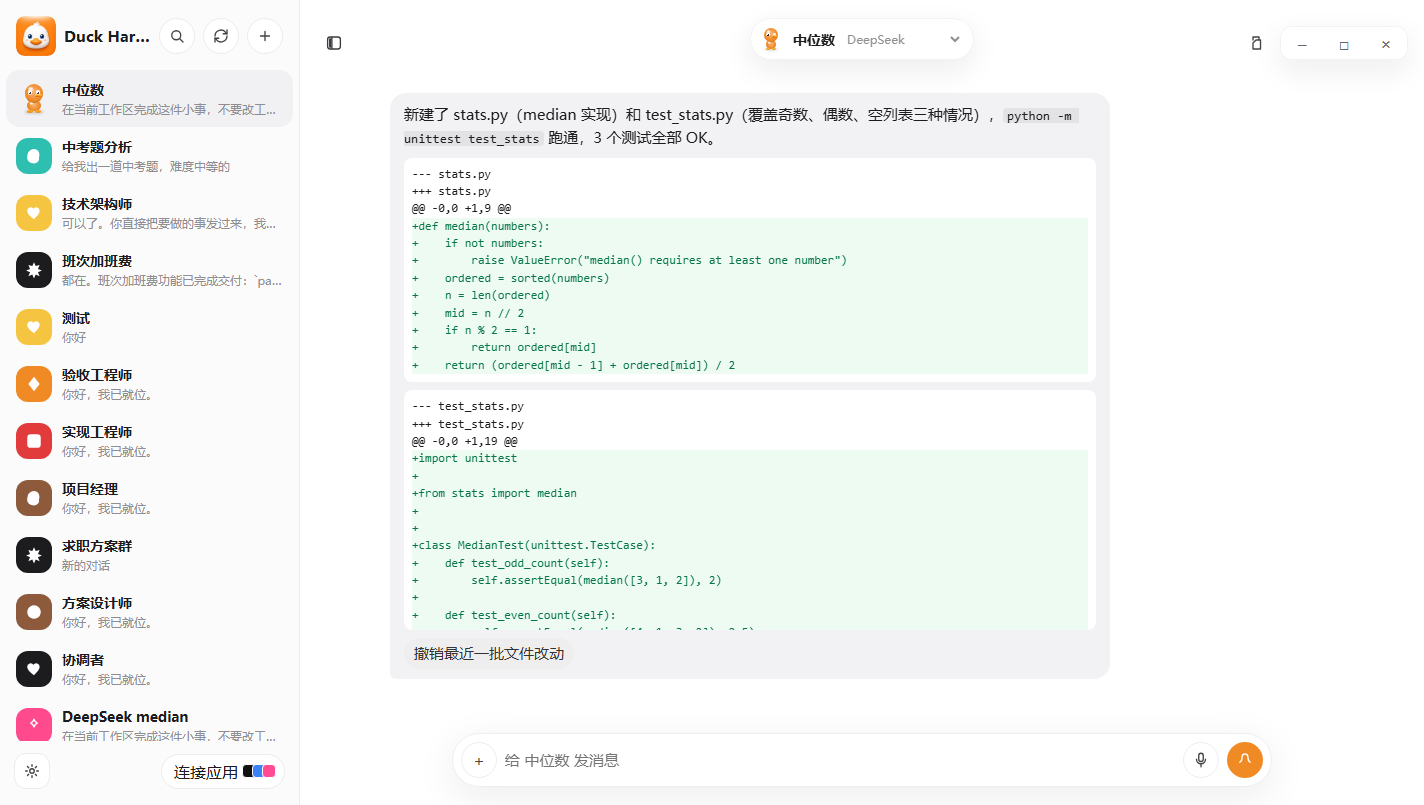 Duck Har...
中位数
在当前工作区完成这件小事，不要改工...
中考题分析
给我出一道中考题，难度中等的
技术架构师
可以了。你直接把要做的事发过来，我...
班次加班费
都在。班次加班费功能已完成交付：`pa...
测试
你好
验收工程师
你好，我已就位。
实现工程师
你好，我已就位。
项目经理
你好，我已就位。
求职方案群
新的对话
方案设计师
你好，我已就位。
协调者
你好，我已就位。
DeepSeek median
在当前工作区完成这件小事，不要改工...
连接应用
中位数 DeepSeek
新建了 stats.py（median 实现）和 test_stats.py（覆盖奇数、偶数、空列表三种情况），python -m
unittest test_stats 跑通，3 个测试全部 OK。
--- stats.py
+++ stats.py
@@ -0,0 +1,9 @@
+def median(numbers):
+    if not numbers:
+        raise ValueError("median() requires at least one number")
+    ordered = sorted(numbers)
+    n = len(ordered)
+    mid = n // 2
+    if n % 2 == 1:
+        return ordered[mid]
+    return (ordered[mid - 1] + ordered[mid]) / 2
--- test_stats.py
+++ test_stats.py
@@ -0,0 +1,19 @@
+import unittest
+
+from stats import median
+
+
+class MedianTest(unittest.TestCase):
+    def test_odd_count(self):
+        self.assertEqual(median([3, 1, 2]), 2)
+
+    def test_even_count(self):
撤销最近一批文件改动
给 中位数 发消息